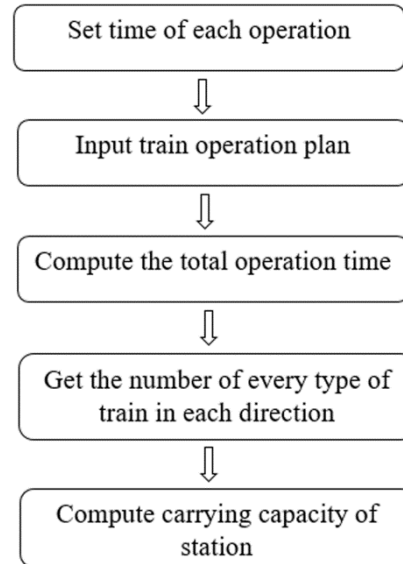 Set time of each operation
Input train operation plan
Compute the total operation time
Get the number of every type of
train in each direction
Compute carrying capacity of
station